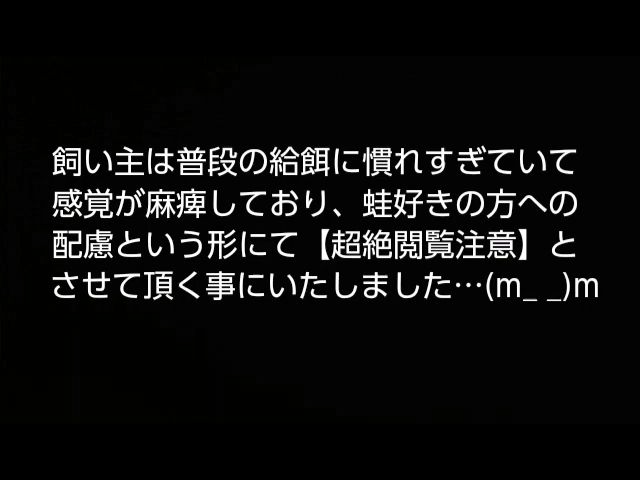 飼い主は普段の給餌に慣れすぎていて
感覚が麻痺しており、蛙好きの方への
配慮という形にて【超絶閲覧注意】と
させて頂く事にいたしました…(m_ _)m